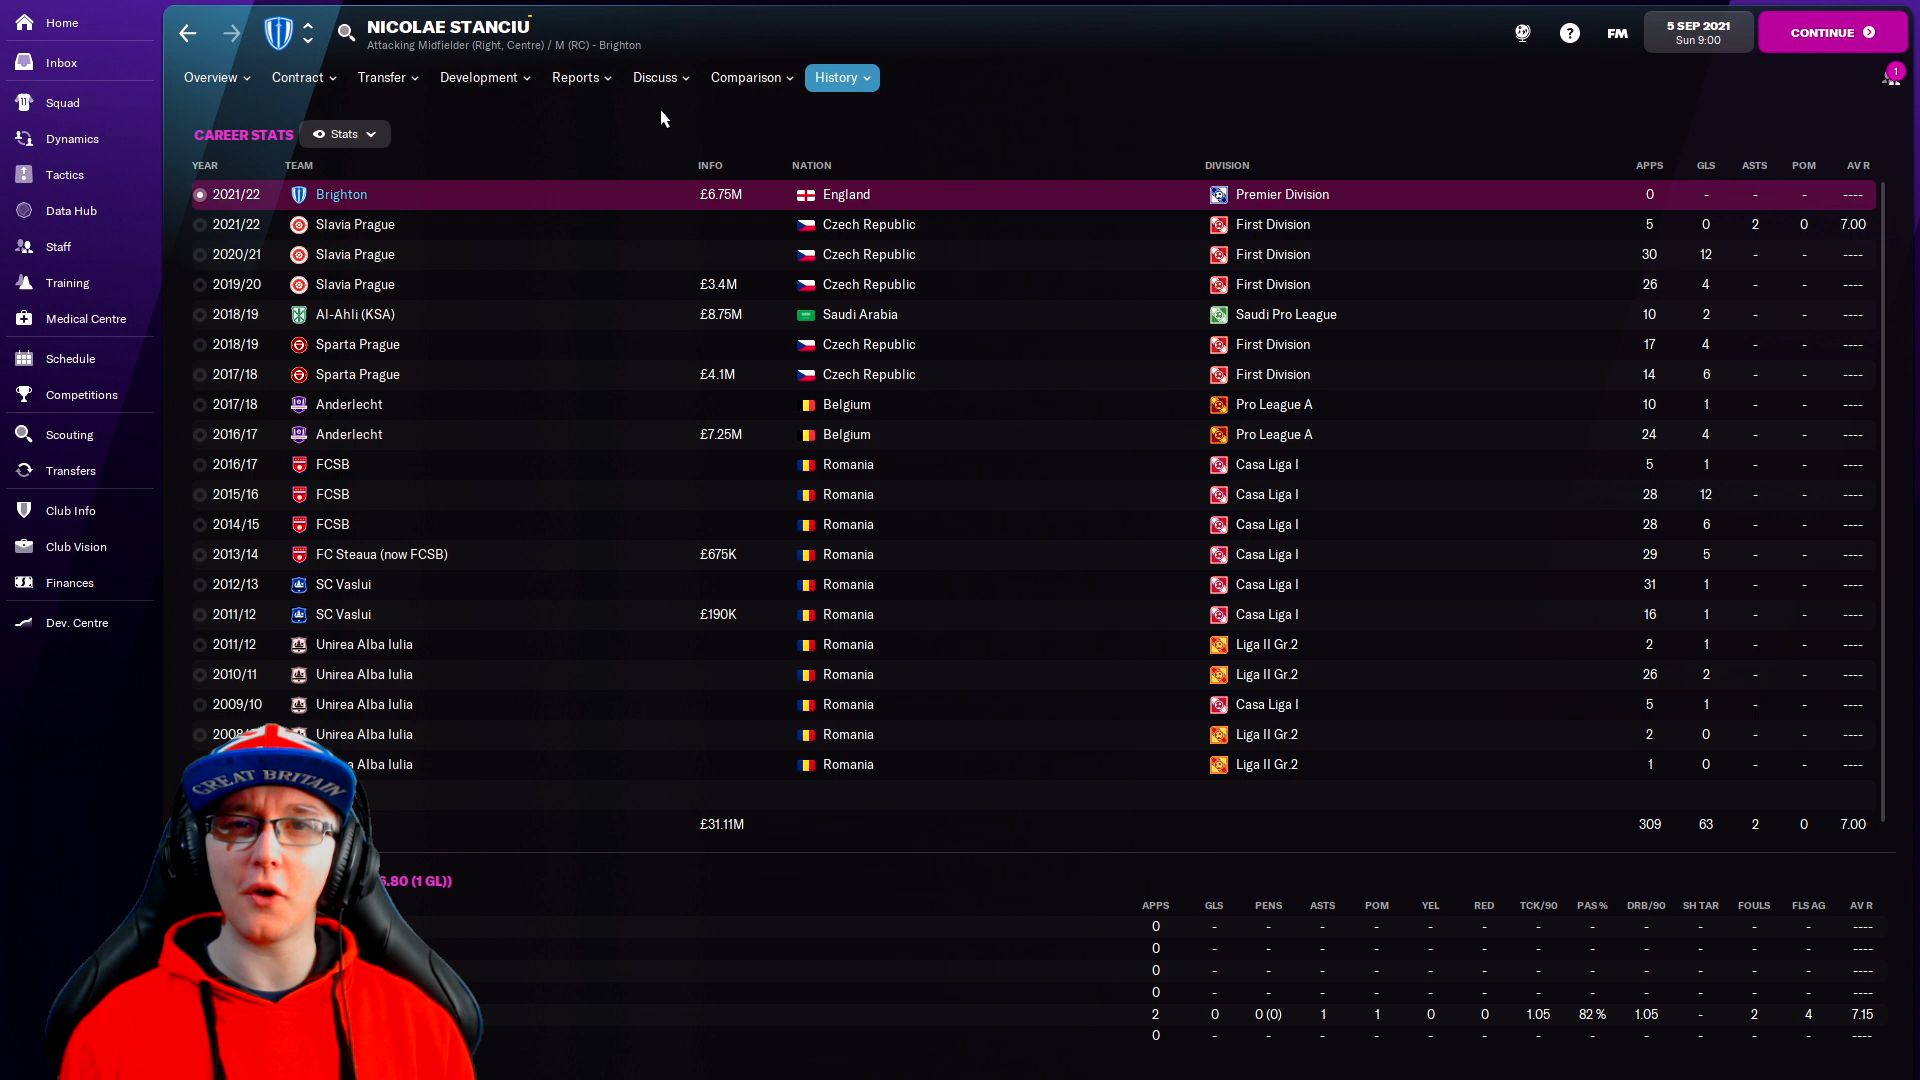 Home
Inbox
Squad
Dynamics
Tactics
Data Hub
Staff
Training
Medical Centre
Schedule
Competitions
Scouting
Transfers
Club Info
Club Vision
Finances
Dev. Centre
NICOLAE STANCIU
Attacking Midfielder (Right, Centre) / M (RC) - Brighton
FM
5 SEP 2021
Sun 9:00
CONTINUE
Overview Contract Transfer Development Reports Discuss Comparison History
1
CAREER STATS Stats
YEAR TEAM INFO NATION DIVISION APPS GLS ASTS POM AV R
2021/22 Brighton £6.75M England Premier Division 0 - - - ----
2021/22 Slavia Prague Czech Republic First Division 5 0 2 0 7.00
2020/21 Slavia Prague Czech Republic First Division 30 12 - - ----
2019/20 Slavia Prague £3.4M Czech Republic First Division 26 4 - - ----
2018/19 Al-Ahli (KSA) £8.75M Saudi Arabia Saudi Pro League 10 2 - - ----
2018/19 Sparta Prague Czech Republic First Division 17 4 - - ----
2017/18 Sparta Prague £4.1M Czech Republic First Division 14 6 - - ----
2017/18 Anderlecht Belgium Pro League A 10 1 - - ----
2016/17 Anderlecht £7.25M Belgium Pro League A 24 4 - - ----
2016/17 FCSB Romania Casa Liga I 5 1 - - ----
2015/16 FCSB Romania Casa Liga I 28 12 - - ----
2014/15 FCSB Romania Casa Liga I 28 6 - - ----
2013/14 FC Steaua (now FCSB) £675K Romania Casa Liga I 29 5 - - ----
2012/13 SC Vaslui Romania Casa Liga I 31 1 - - ----
2011/12 SC Vaslui £190K Romania Casa Liga I 16 1 - - ----
2011/12 Unirea Alba Iulia Romania Liga II Gr.2 2 1 - - ----
2010/11 Unirea Alba Iulia Romania Liga II Gr.2 26 2 - - ----
2009/10 Unirea Alba Iulia Romania Casa Liga I 5 1 - - ----
Unirea Alba Iulia Romania Liga II Gr.2 2 0 - - ----
Alba Iulia Romania Liga II Gr.2 1 0 - - ----
£31.11M 309 63 2 0 7.00
GREAT BRITAIN
.80 (1 GL))
APPS GLS PENS ASTS POM YEL RED TCK/90 PAS % DRB/90 SH TAR FOULS FLS AG AV R
0 - - - - - - - - - - - - ----
0 - - - - - - - - - - - - ----
0 - - - - - - - - - - - - ----
0 - - - - - - - - - - - - ----
2 0 0 (0) 1 1 0 0 1.05 82 % 1.05 - 2 4 7.15
0 - - - - - - - - - - - - ----